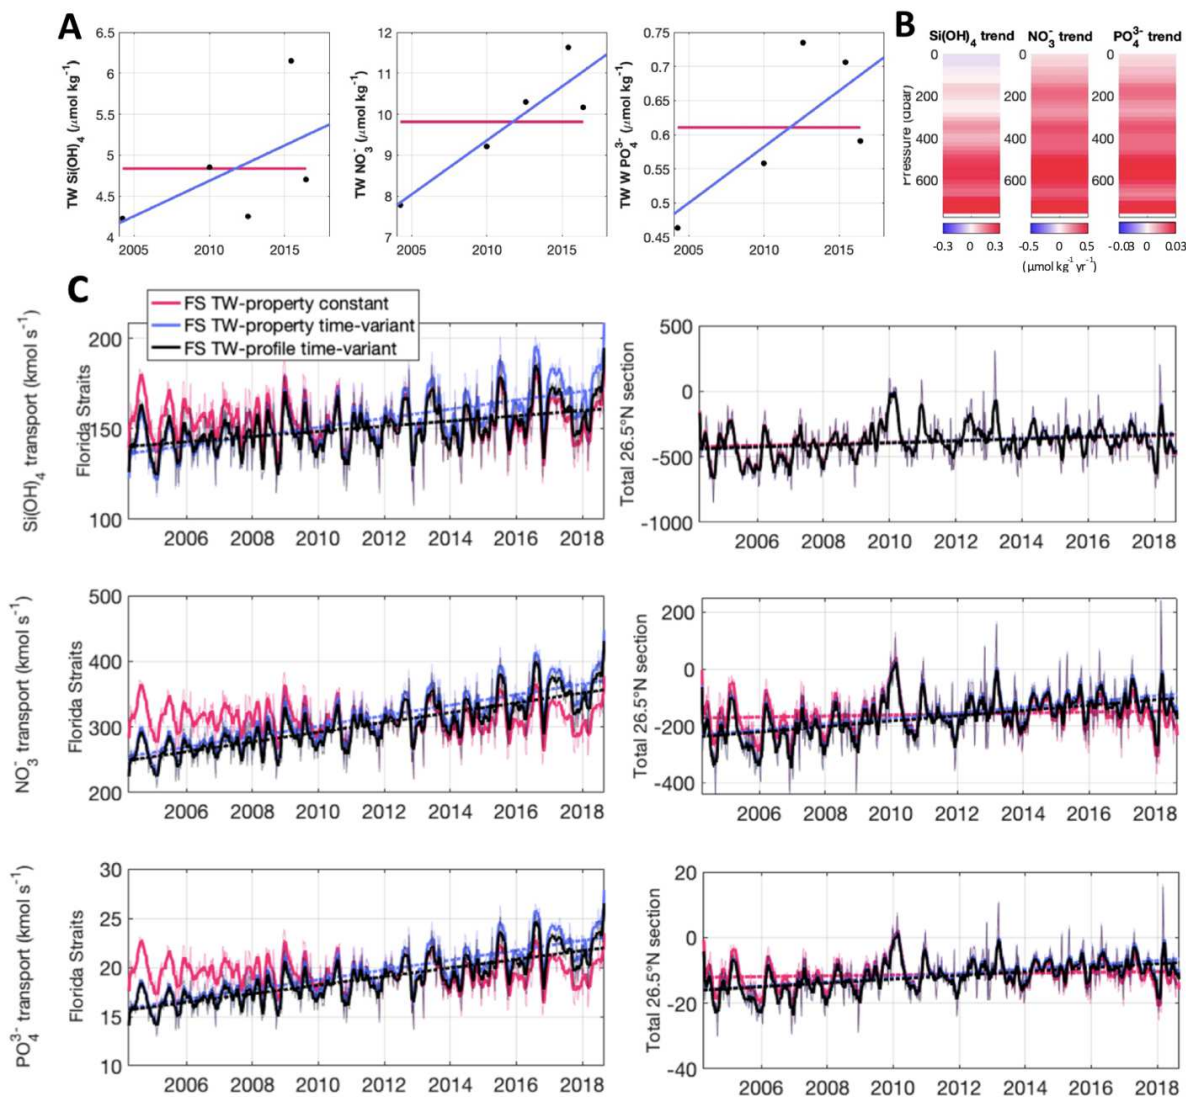 A
TW Si(OH)4 (µmol kg-1)
6.5
6
5.5
5
4.5
4
2005
2010
2015
TW NO3- (µmol kg-1)
12
11
10
9
8
7
2005
2010
2015
TW W PO43- (µmol kg-1)
0.75
0.7
0.65
0.6
0.55
0.5
0.45
2005
2010
2015
B
Si(OH)4 trend
NO3- trend
PO43- trend
Pressure (dbar)
0
200
400
600
0
200
400
600
0
200
400
600
-0.3 0 0.3
-0.5 0 0.5
-0.03 0 0.03
(µmol kg-1 yr-1)
C
FS TW-property constant
FS TW-property time-variant
FS TW-profile time-variant
Si(OH)4 transport (kmol s-1)
Florida Straits
200
150
100
2006 2008 2010 2012 2014 2016 2018
Total 26.5°N section
500
0
-500
-1000
2006 2008 2010 2012 2014 2016 2018
NO3- transport (kmol s-1)
Florida Straits
500
400
300
200
2006 2008 2010 2012 2014 2016 2018
Total 26.5°N section
200
0
-200
-400
2006 2008 2010 2012 2014 2016 2018
PO43- transport (kmol s-1)
Florida Straits
30
25
20
15
10
2006 2008 2010 2012 2014 2016 2018
Total 26.5°N section
20
0
-20
-40
2006 2008 2010 2012 2014 2016 2018